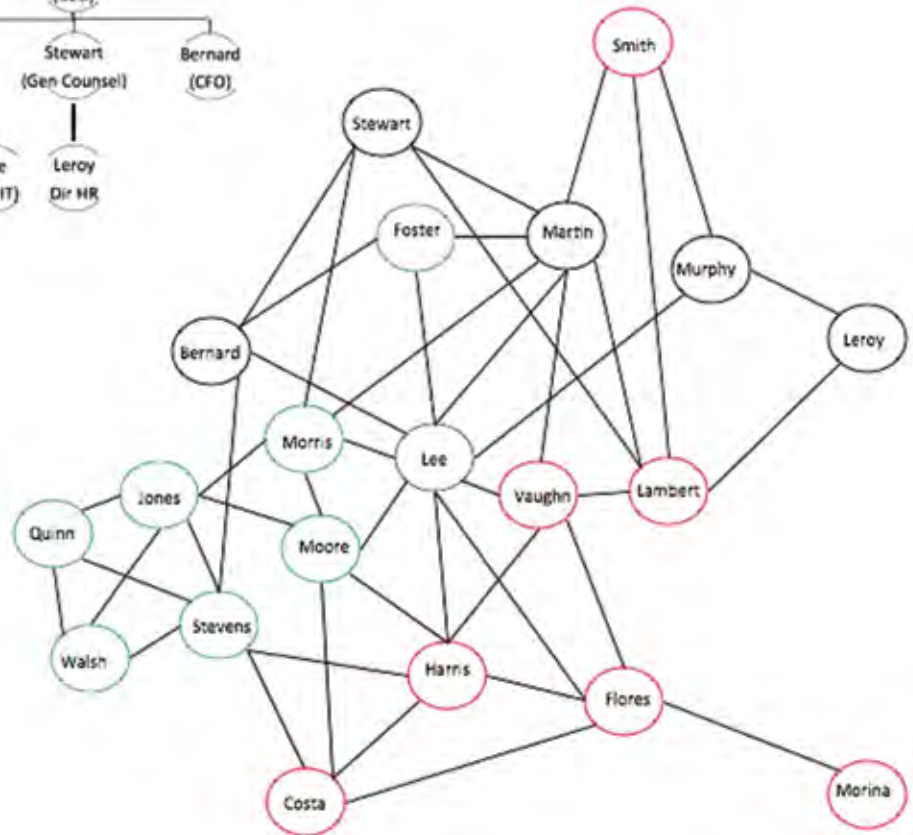 Stewart
(Gen Counsel)
Bernard
(CFO)
Leroy
Dir HR
Smith
Stewart
Foster
Martin
Murphy
Leroy
Bernard
Morris
Lee
Jones
Vaughn
Lambert
Quinn
Moore
Stevens
Walsh
Harris
Flores
Costa
Morina